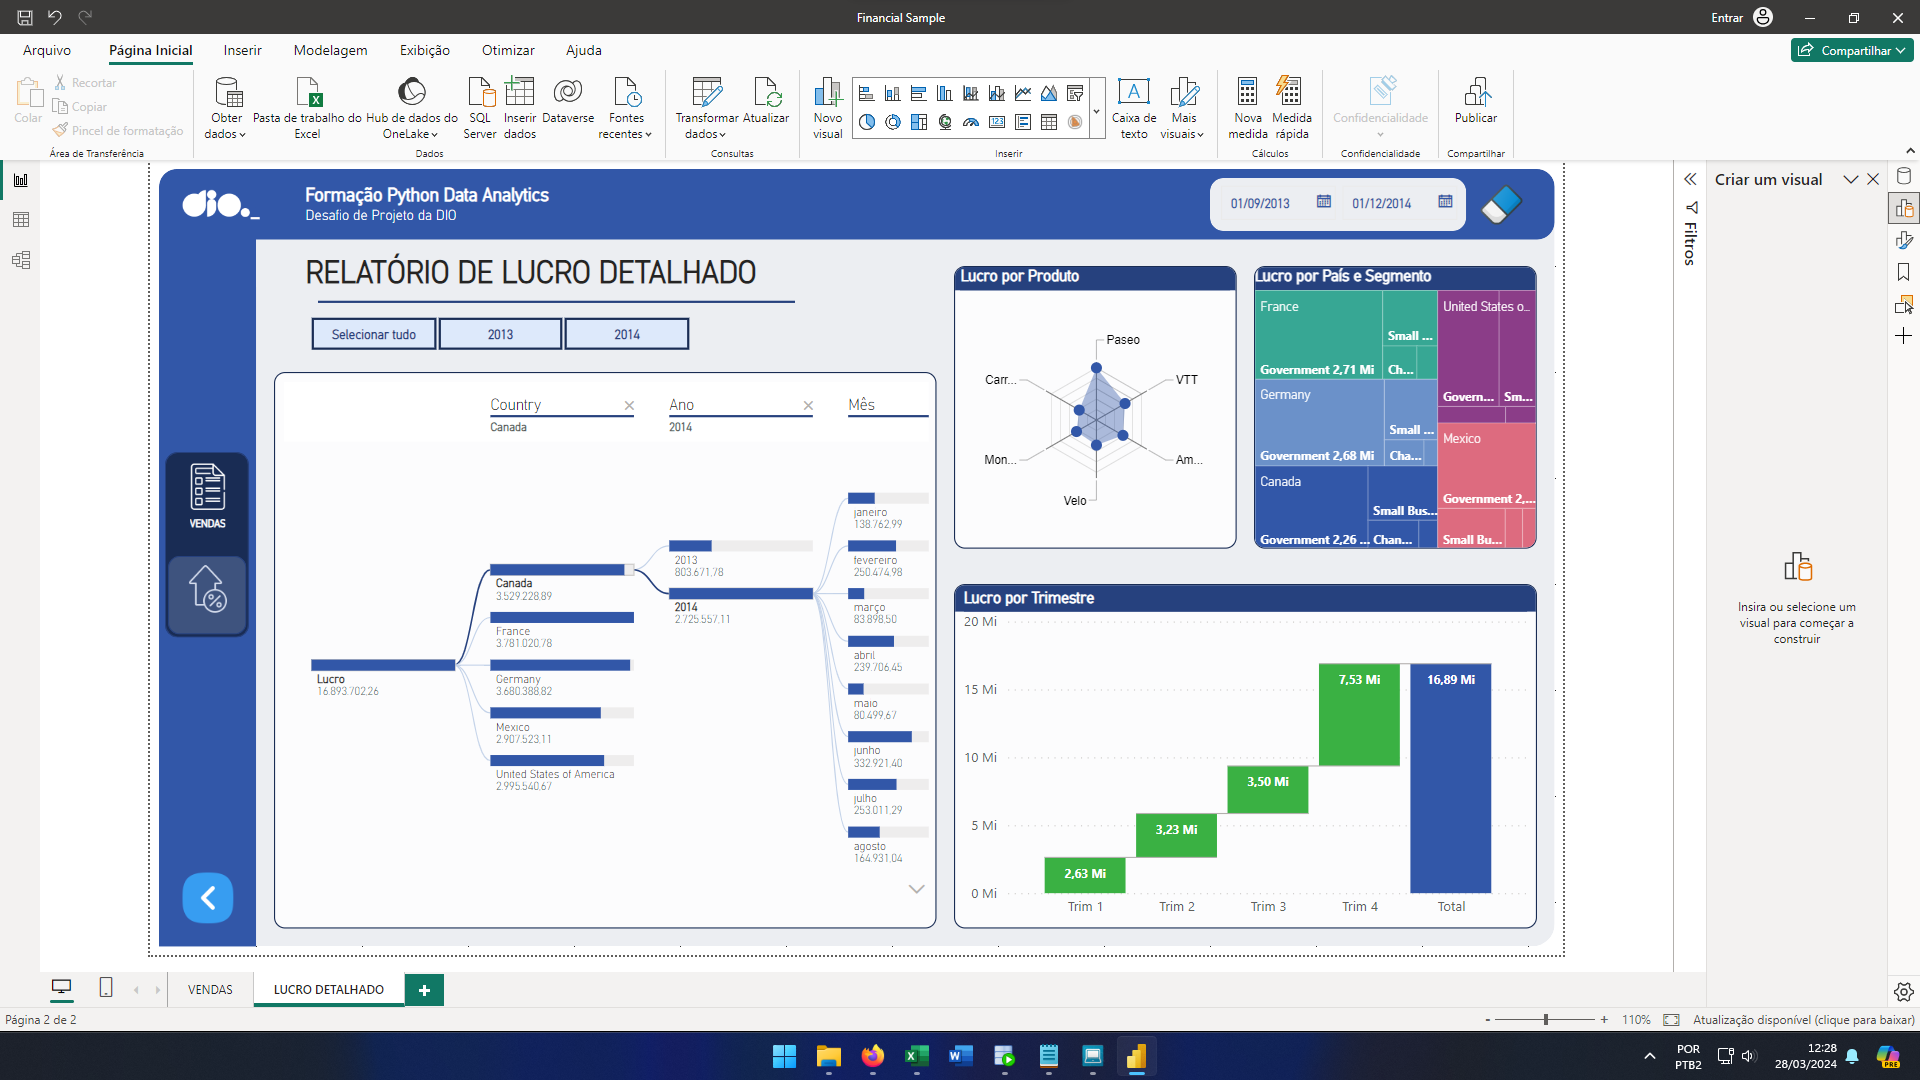 Financial Sample
Entrar
Arquivo
Página Inicial
Inserir
Modelagem
Exibição
Otimizar
Ajuda
Compartilhar
Colar
Recortar
Copiar
Pincel de formatação
Área de Transferência
Obter dados
Pasta de trabalho do Excel
Hub de dados do OneLake
SQL Server
Inserir dados
Dataverse
Fontes recentes
Dados
Transformar dados
Atualizar
Consultas
Novo visual
Caixa de texto
Mais visuais
Inserir
Nova medida
Medida rápida
Cálculos
Confidencialidade
Confidencialidade
Publicar
Compartilhar
dio._
Formação Python Data Analytics
Desafio de Projeto da DIO
01/09/2013
01/12/2014
RELATÓRIO DE LUCRO DETALHADO
Selecionar tudo
2013
2014
VENDAS
Country
Canada
Ano
2014
Mês
Lucro
16.893.702,26
Canada
3.529.228,89
France
3.781.020,78
Germany
3.680.388,82
Mexico
2.907.523,11
United States of America
2.995.540,67
2013
803.671,78
2014
2.725.557,11
janeiro
138.762,99
fevereiro
250.474,98
março
83.898,50
abril
239.706,45
maio
80.499,67
junho
332.921,40
julho
253.011,29
agosto
164.931,04
Lucro por Produto
Paseo
VTT
Am...
Velo
Mon...
Carr...
Lucro por País e Segmento
France
Small ...
Government 2,71 Mi
Ch...
Germany
Small ...
Government 2,68 Mi
Cha...
Canada
Small Bus...
Government 2,26 ...
Chan...
United States o...
Govern...
Sm...
Mexico
Government 2,...
Small Bu...
Lucro por Trimestre
20 Mi
15 Mi
10 Mi
5 Mi
0 Mi
2,63 Mi
3,23 Mi
3,50 Mi
7,53 Mi
16,89 Mi
Trim 1
Trim 2
Trim 3
Trim 4
Total
Filtros
Criar um visual
Insira ou selecione um
visual para começar a
construir
VENDAS
LUCRO DETALHADO
Página 2 de 2
110%
Atualização disponível (clique para baixar)
POR
PTB2
12:28
28/03/2024
PRE